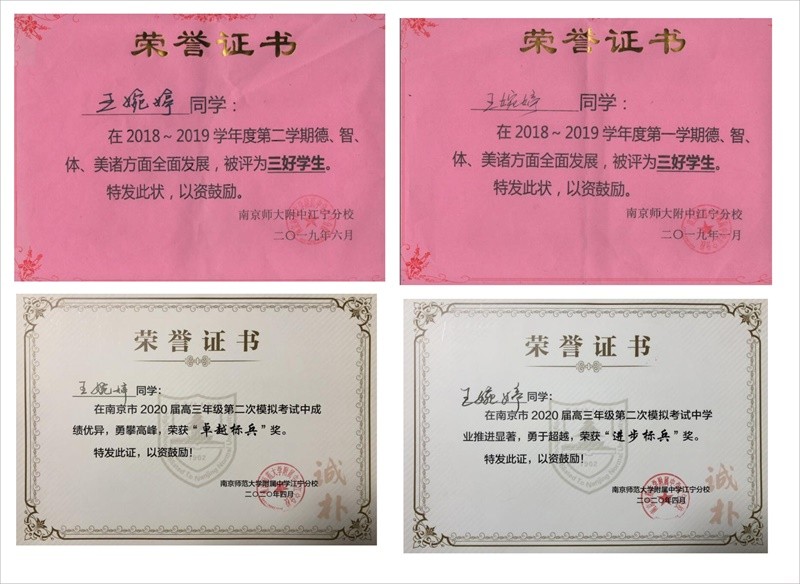 荣誉证书
王婉婷 同学：
在 2018～2019 学年度第二学期德、智、
体、美诸方面全面发展，被评为三好学生。
特发此状，以资鼓励。
南京师大附中江宁分校
二〇一九年六月
荣誉证书
王婉婷 同学：
在 2018～2019 学年度第一学期德、智、
体、美诸方面全面发展，被评为三好学生。
特发此状，以资鼓励。
南京师大附中江宁分校
二〇一九年一月
荣誉证书
王婉婷 同学：
在南京市 2020 届高三年级第二次模拟考试中成
绩优异，勇攀高峰，荣获“卓越标兵”奖。
特发此证，以资鼓励！
南京师范大学附属中学江宁分校
二〇二〇年四月
诚朴
荣誉证书
王婉婷 同学：
在南京市 2020 届高三年级第二次模拟考试中学
业推进显著，勇于超越，荣获“进步标兵”奖。
特发此证，以资鼓励！
南京师范大学附属中学江宁分校
二〇二〇年四月
诚朴